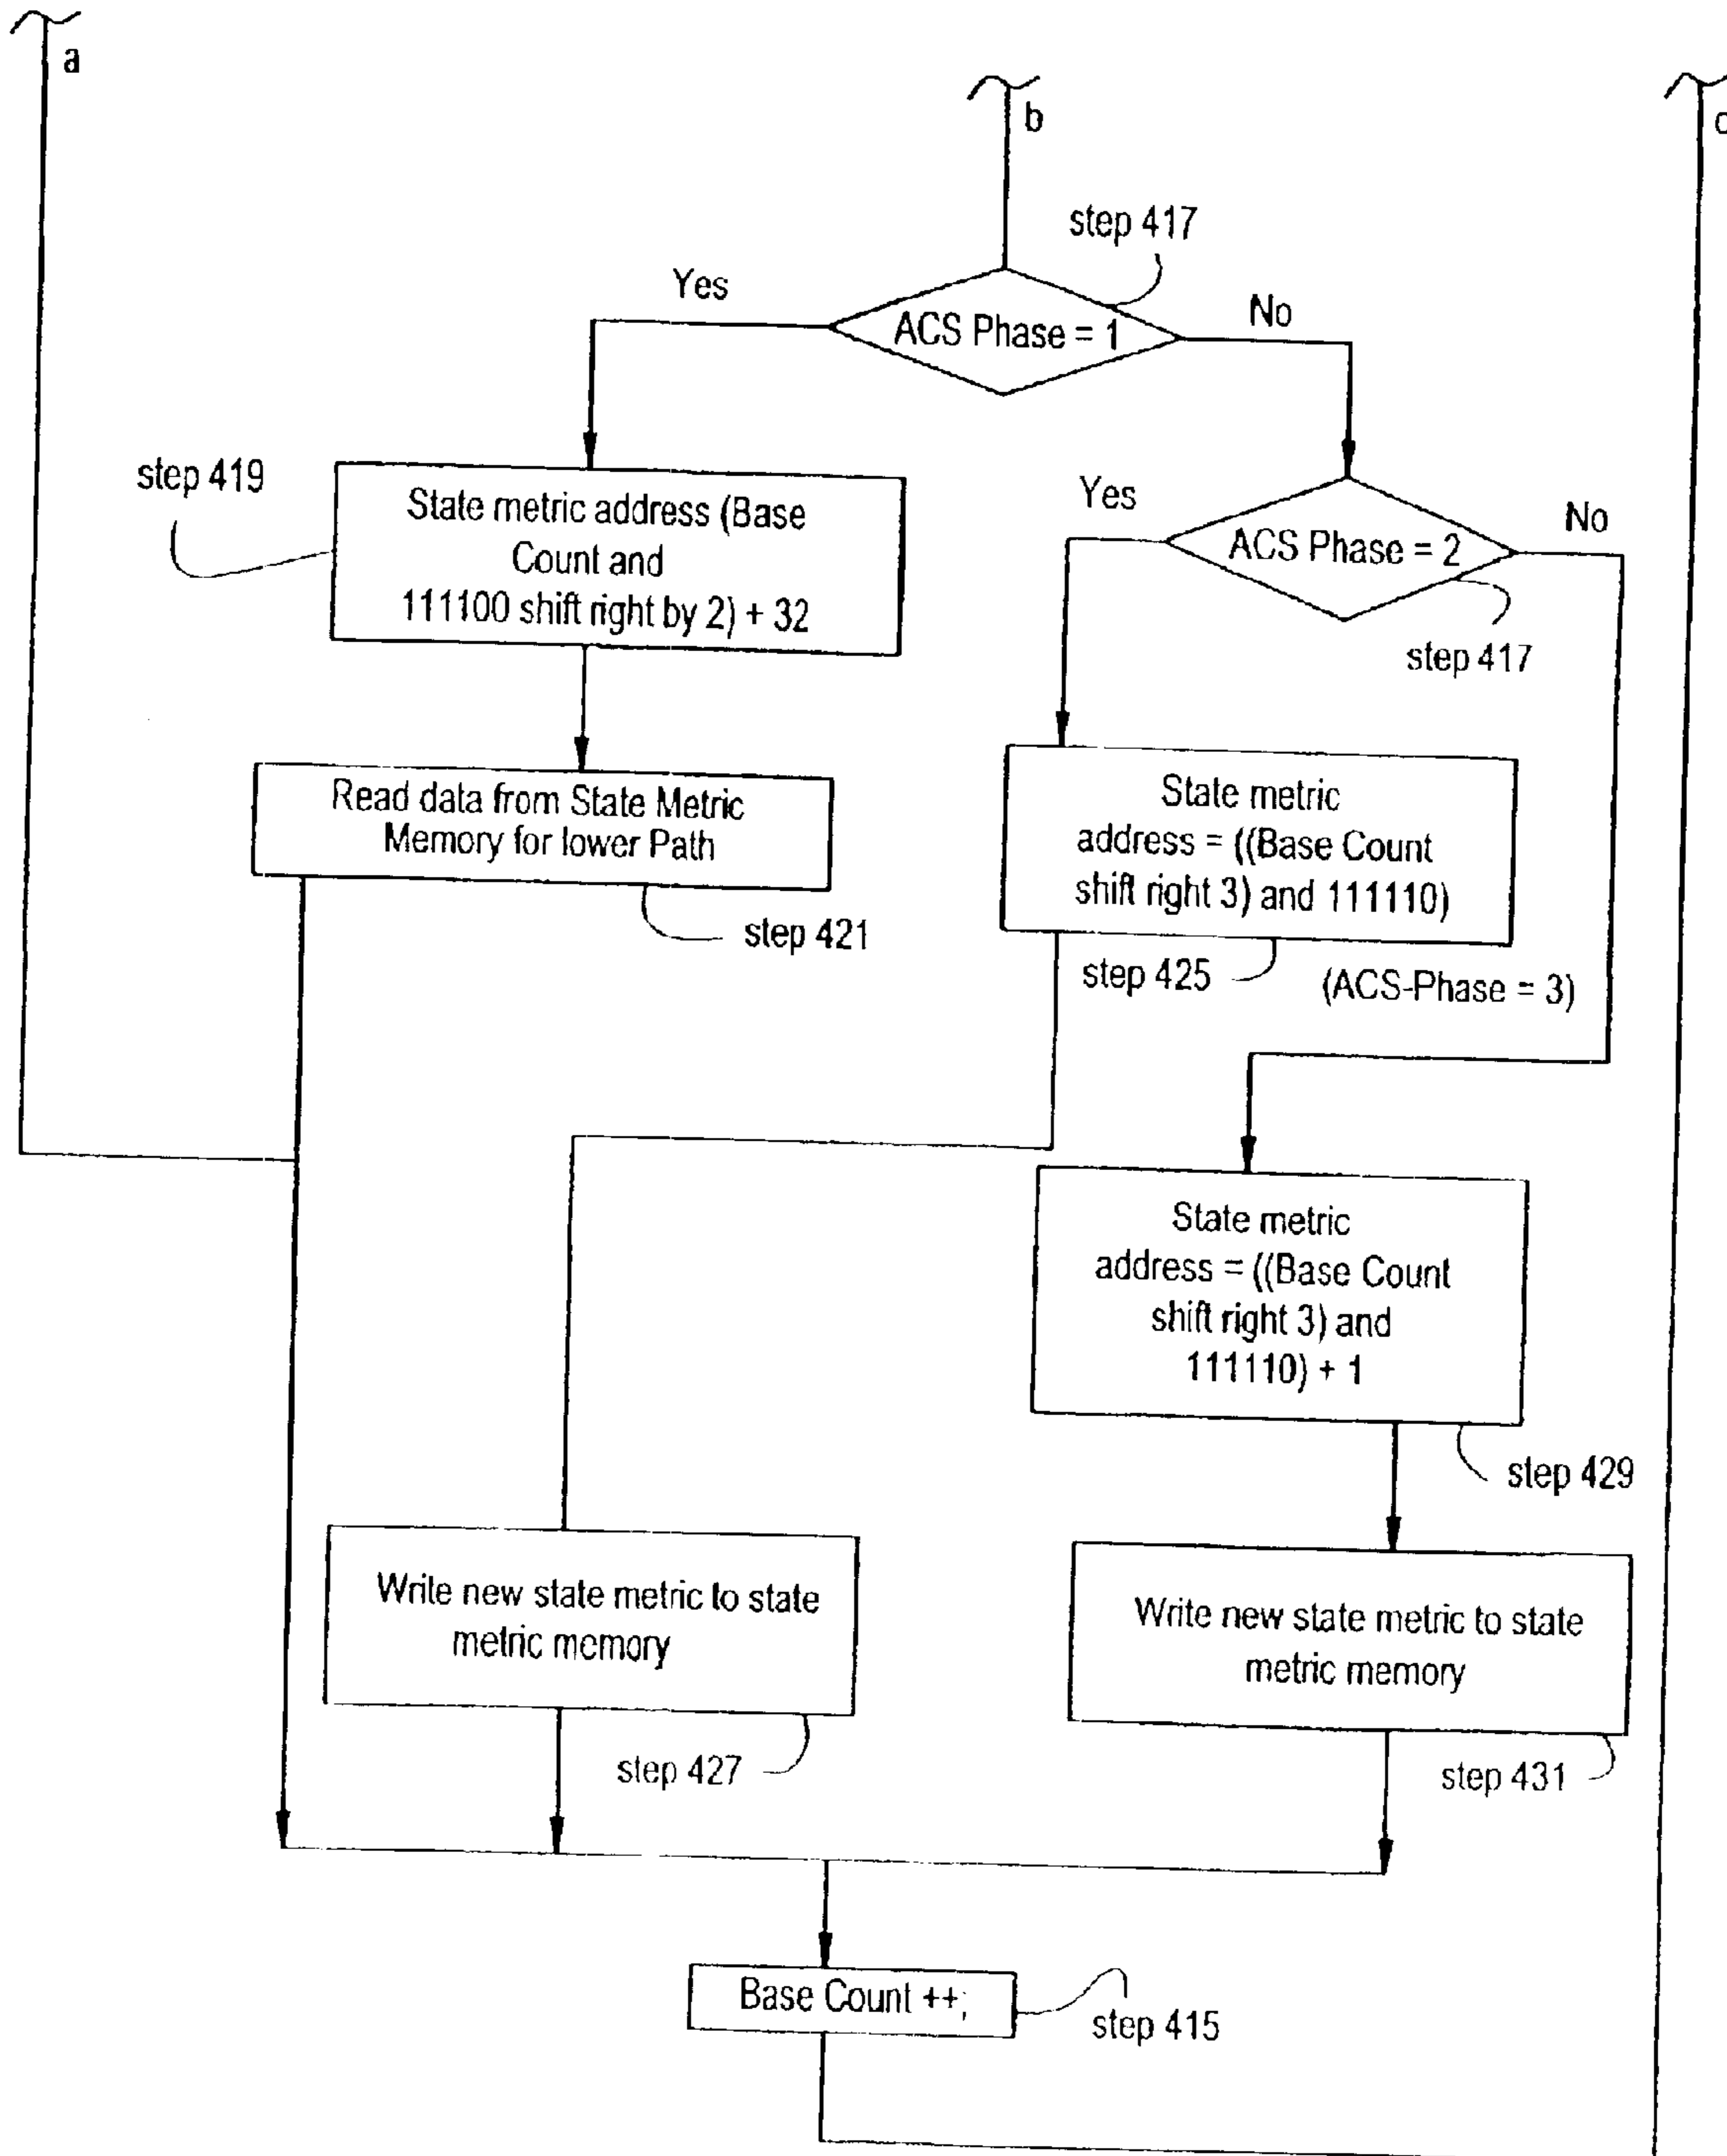 a
b
c
step 417
Yes
ACS Phase = 1
No
step 419
State metric address (Base
Count and
111100 shift right by 2) + 32
Yes
ACS Phase = 2
No
step 417
Read data from State Metric
Memory for lower Path
step 421
State metric
address = ((Base Count
shift right 3) and 111110)
step 425
(ACS-Phase = 3)
State metric
address = ((Base Count
shift right 3) and
111110) + 1
step 429
Write new state metric to state
metric memory
step 427
Write new state metric to state
metric memory
step 431
Base Count ++;
step 415